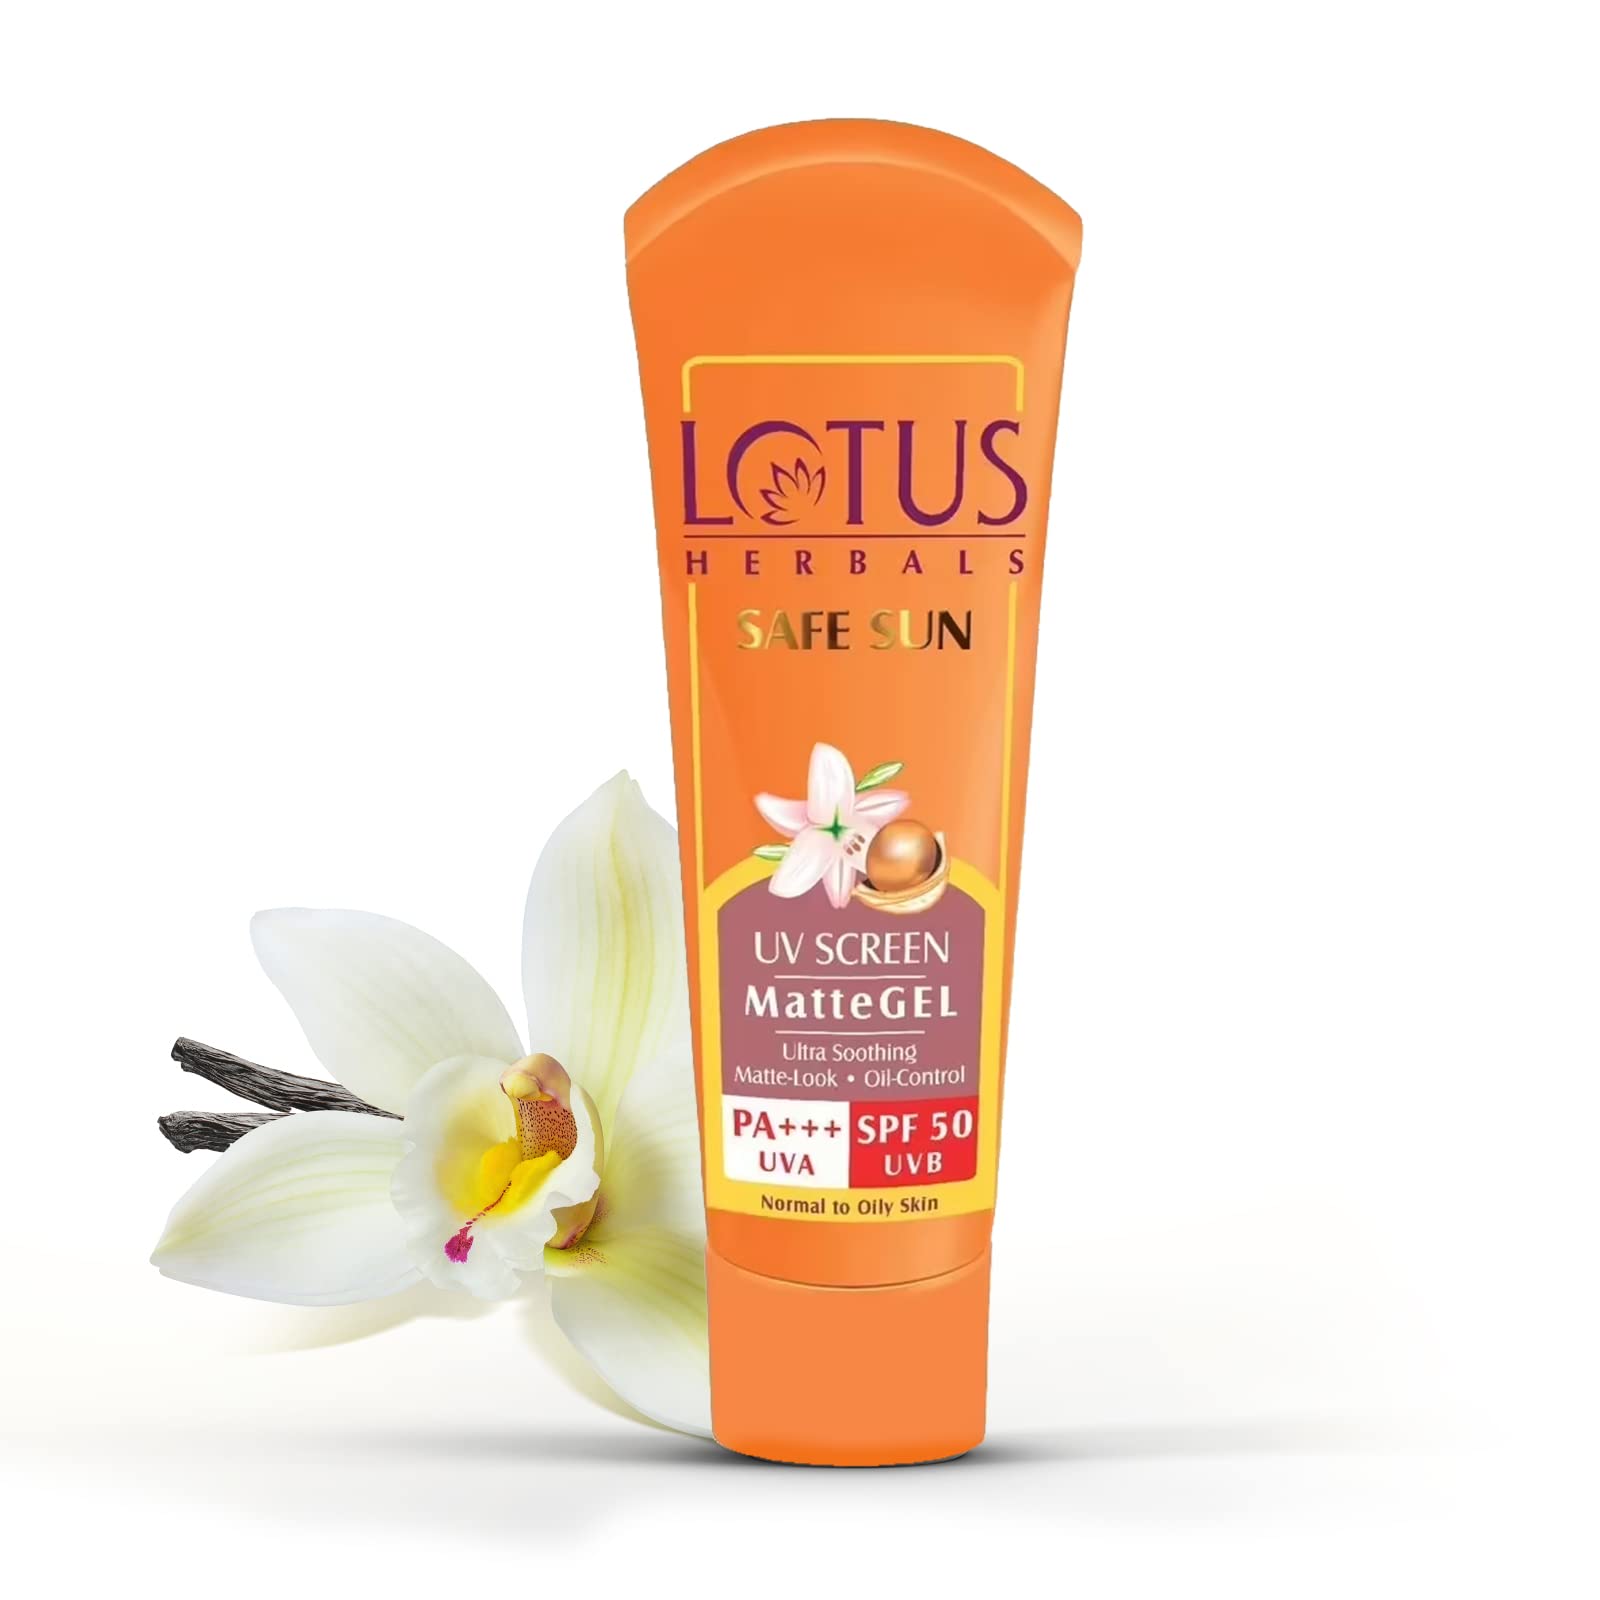 LOTUS
HERBALS
SAFE SUN
UV SCREEN
MatteGEL
Ultra Soothing
Matte-Look • Oil-Control
PA+++ SPF 50
UVA UVB
Normal to Oily Skin